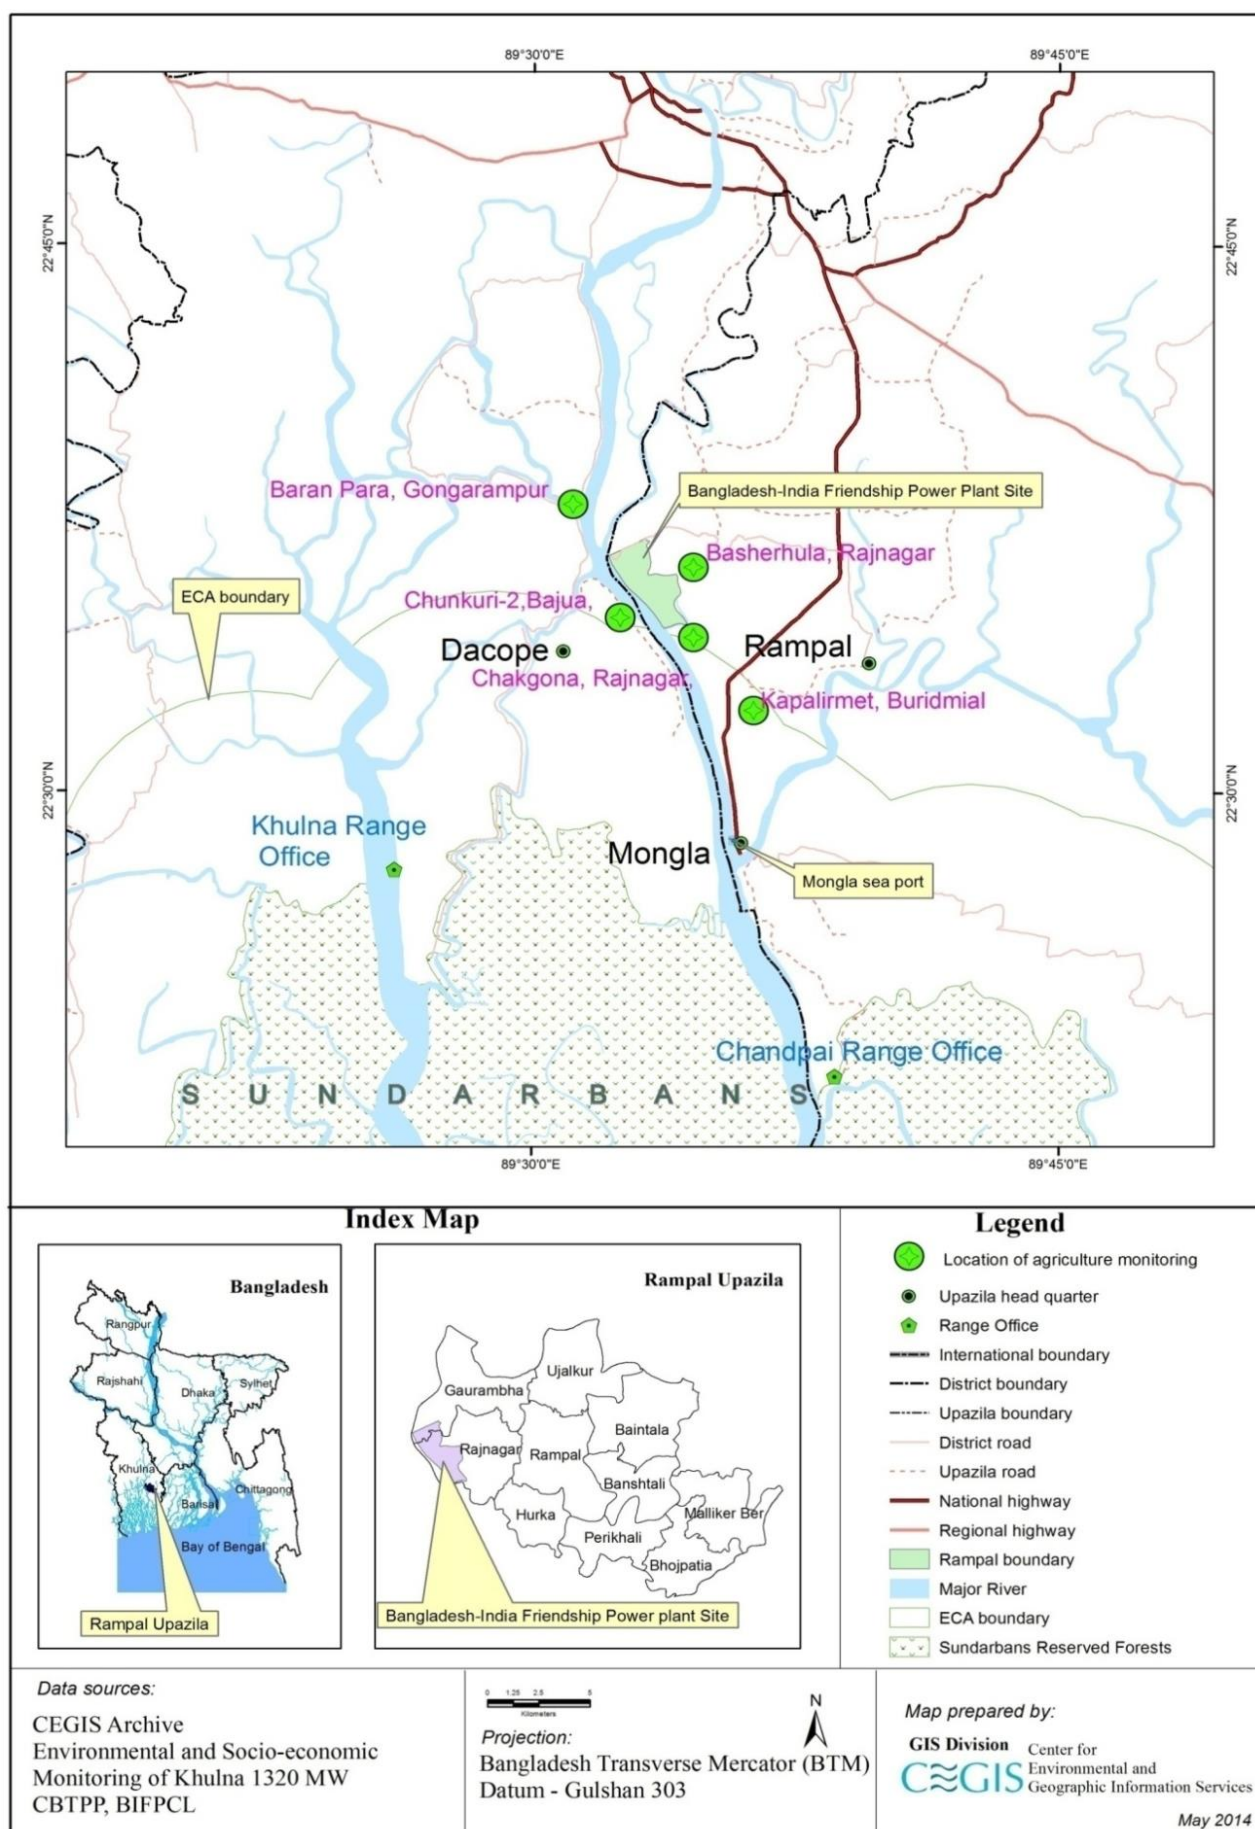 89°30'0"E
89°45'0"E
22°45'0"N
22°45'0"N
Baran Para, Gongarampur
Bangladesh-India Friendship Power Plant Site
Basherhula, Rajnagar
ECA boundary
Chunkuri-2,Bajua,
Dacope
Rampal
Chakgona, Rajnagar,
Kapalirmet, Buridmial
22°30'0"N
22°30'0"N
Khulna Range
Office
Mongla
Mongla sea port
Chandpai Range Office
SUNDARBANS
89°30'0"E
89°45'0"E
Index Map
Bangladesh
Rangpur
Rajshahi
Dhaka
Sylhet
Khulna
Barisal
Chittagong
Bay of Bengal
Rampal Upazila
Rampal Upazila
Ujalkur
Gaurambha
Baintala
Rajnagar
Rampal
Banshtali
Hurka
Malliker Ber
Perikhali
Bhojpatia
Bangladesh-India Friendship Power plant Site
Legend
Location of agriculture monitoring
Upazila head quarter
Range Office
International boundary
District boundary
Upazila boundary
District road
Upazila road
National highway
Regional highway
Rampal boundary
Major River
ECA boundary
Sundarbans Reserved Forests
Data sources:
CEGIS Archive
Environmental and Socio-economic
Monitoring of Khulna 1320 MW
CBTPP, BIFPCL
0 1.25 2.5 5
Kilometers
N
Projection:
Bangladesh Transverse Mercator (BTM)
Datum - Gulshan 303
Map prepared by:
GIS Division
CEGIS
Center for
Environmental and
Geographic Information Services
May 2014